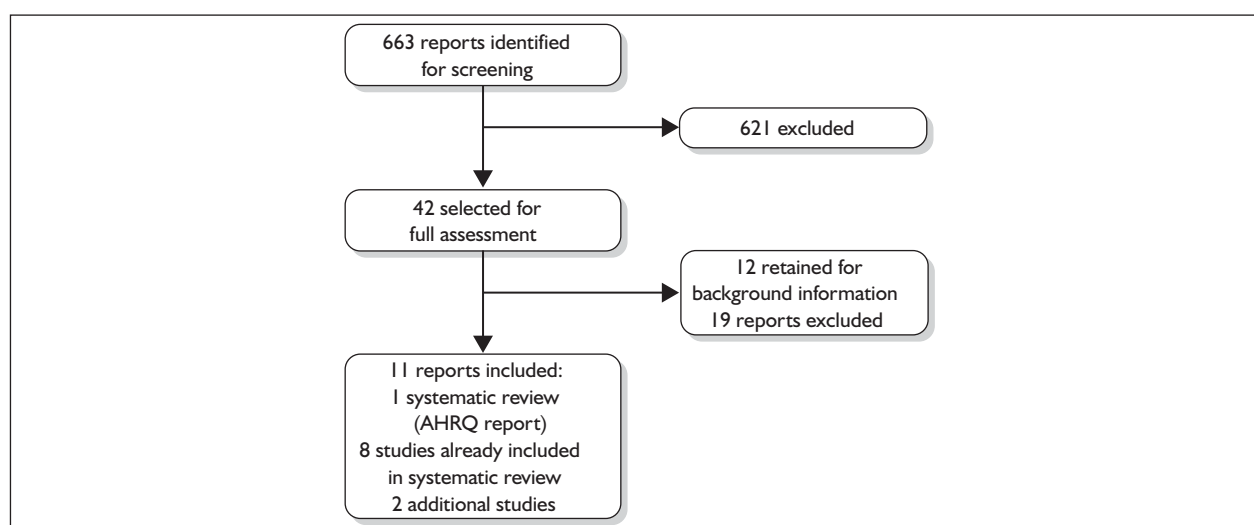 663 reports identified
for screening
621 excluded
42 selected for
full assessment
12 retained for
background information
19 reports excluded
11 reports included:
1 systematic review
(AHRQ report)
8 studies already included
in systematic review
2 additional studies